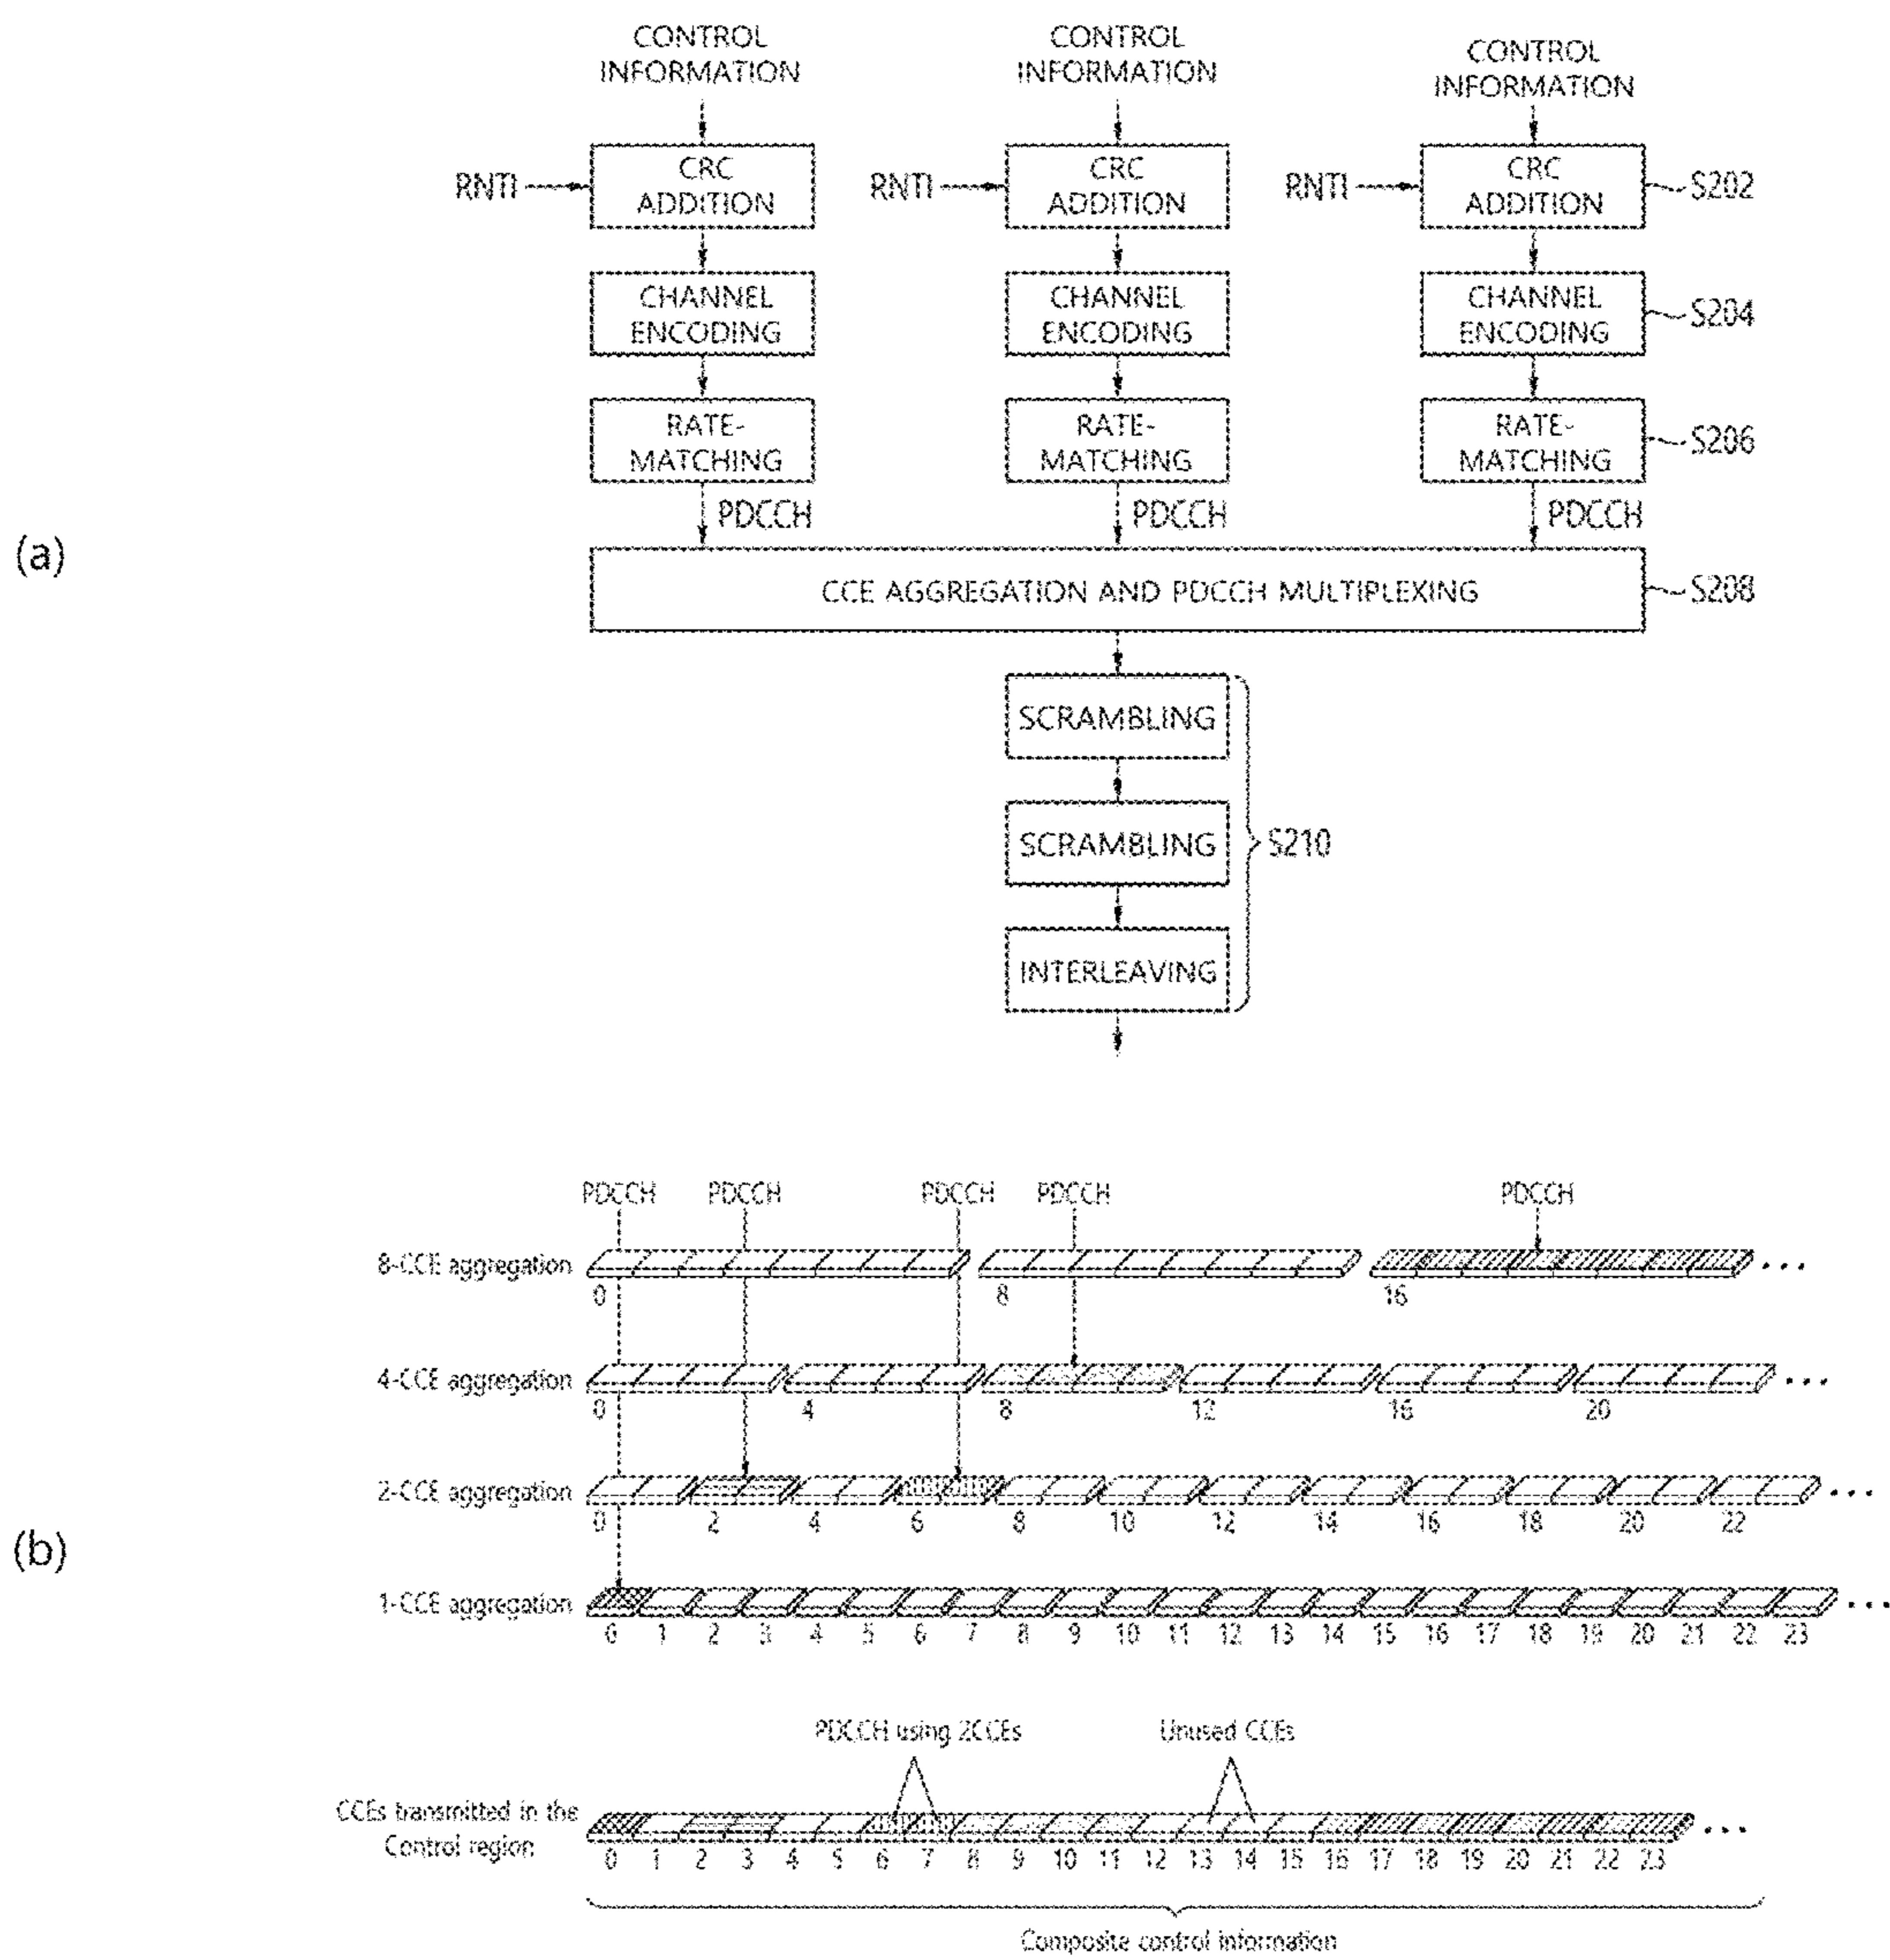 CONTROL INFORMATION
CONTROL INFORMATION
CONTROL INFORMATION
RNTI
CRC ADDITION
RNTI
CRC ADDITION
RNTI
CRC ADDITION
S202
CHANNEL ENCODING
CHANNEL ENCODING
CHANNEL ENCODING
S204
RATE-MATCHING
RATE-MATCHING
RATE-MATCHING
S206
PDCCH
PDCCH
PDCCH
(a)
CCE AGGREGATION AND PDCCH MULTIPLEXING
S208
SCRAMBLING
SCRAMBLING
S210
INTERLEAVING
PDCCH PDCCH PDCCH PDCCH PDCCH
8-CCE aggregation
...
0 8 16
4-CCE aggregation
...
0 4 8 12 16 20
2-CCE aggregation
...
0 2 4 6 8 10 12 14 16 18 20 22
(b)
1-CCE aggregation
...
0 1 2 3 4 5 6 7 8 9 10 11 12 13 14 15 16 17 18 19 20 21 22 23
PDCCH using 2CCEs
Unused CCEs
CCEs transmitted in the
Control region
...
0 1 2 3 4 5 6 7 8 9 10 11 12 13 14 15 16 17 18 19 20 21 22 23
Composite control information